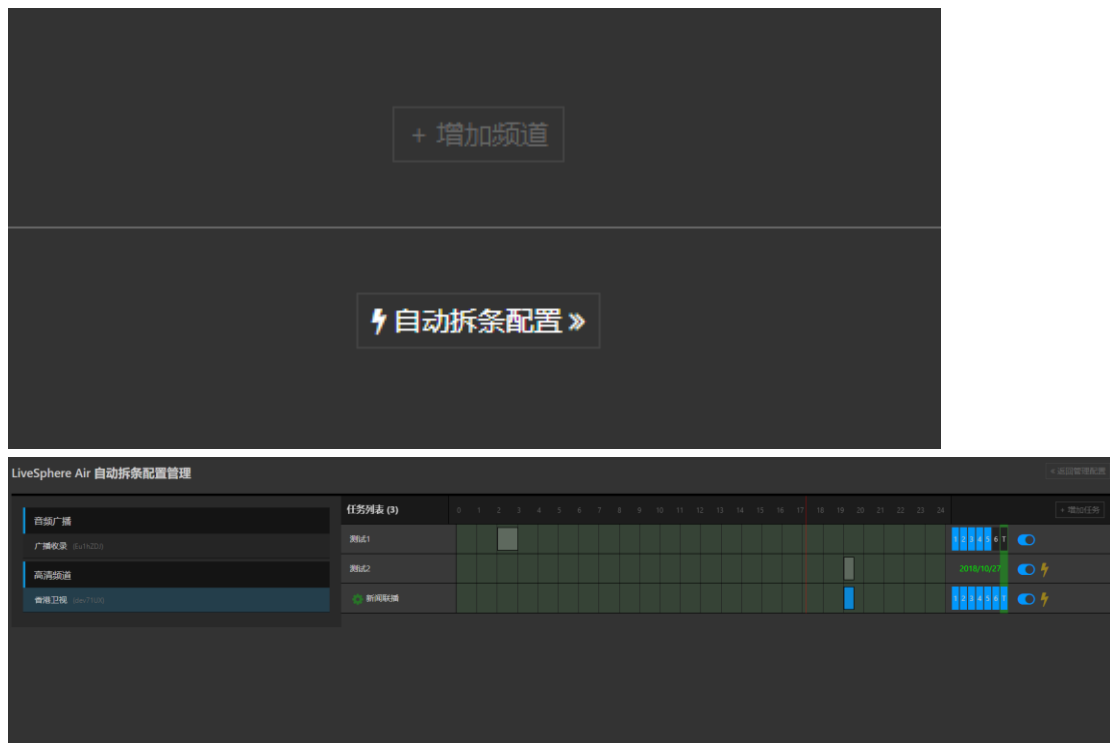 + 增加频道
自动拆条配置
LiveSphere Air 自动拆条配置管理
< 返回管理配置
任务列表 (3)
0 1 2 3 4 5 6 7 8 9 10 11 12 13 14 15 16 17 18 19 20 21 22 23 24
+ 增加任务
音频广播
广播收录
高清频道
香港卫视
测试1
1 2 3 4 5 6 T
测试2
2018/10/27
新闻联播
1 2 3 4 5 6 T